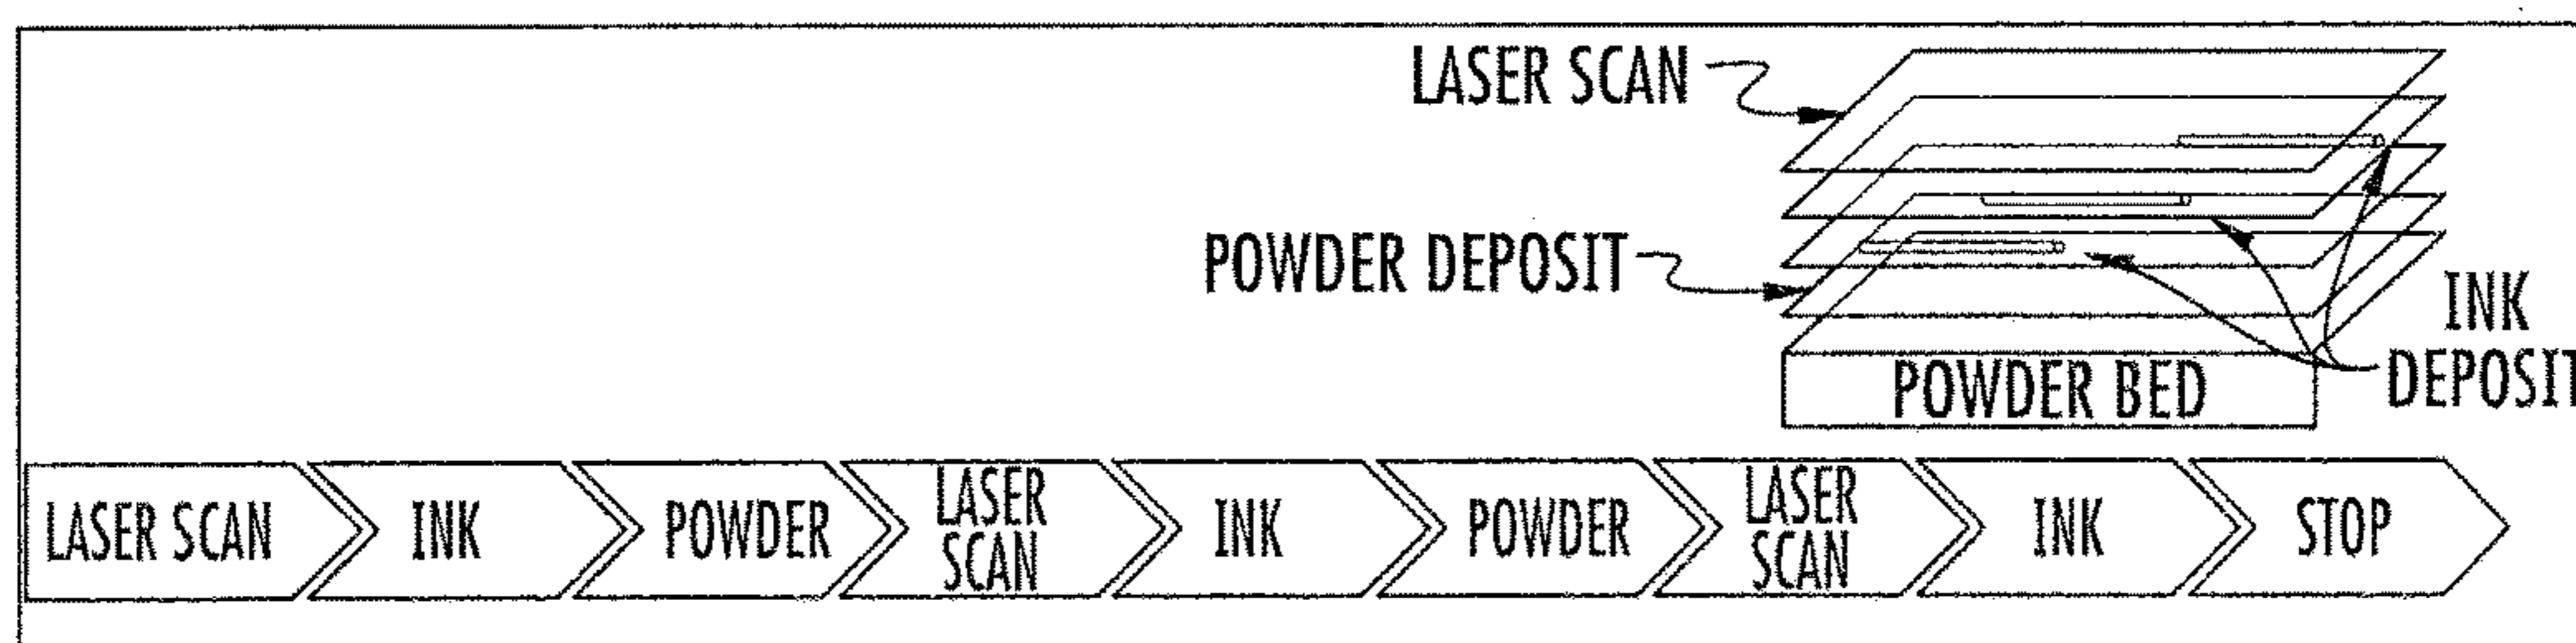 LASER SCAN
POWDER DEPOSIT
INK
DEPOSIT
POWDER BED
LASER SCAN
INK
POWDER
LASER
SCAN
INK
POWDER
LASER
SCAN
INK
STOP